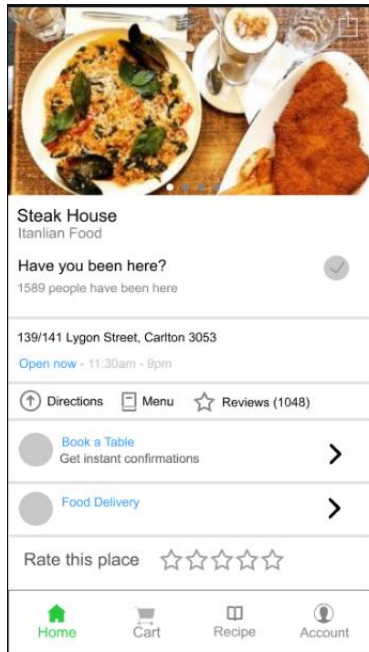 Steak House
Itanlian Food
Have you been here?
1589 people have been here
139/141 Lygon Street, Carlton 3053
Open now - 11.30am - 9pm
Directions Menu Reviews (1048)
Book a Table
Get instant confirmations
Food Delivery
Rate this place
Home Cart Recipe Account